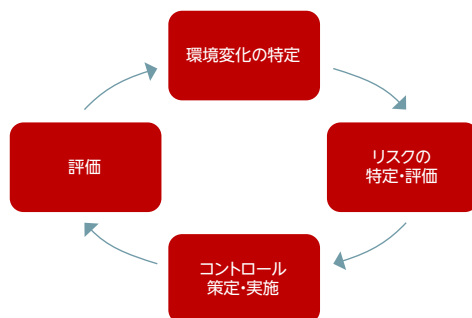 環境変化の特定
リスクの
特定・評価
コントロール
策定・実施
評価